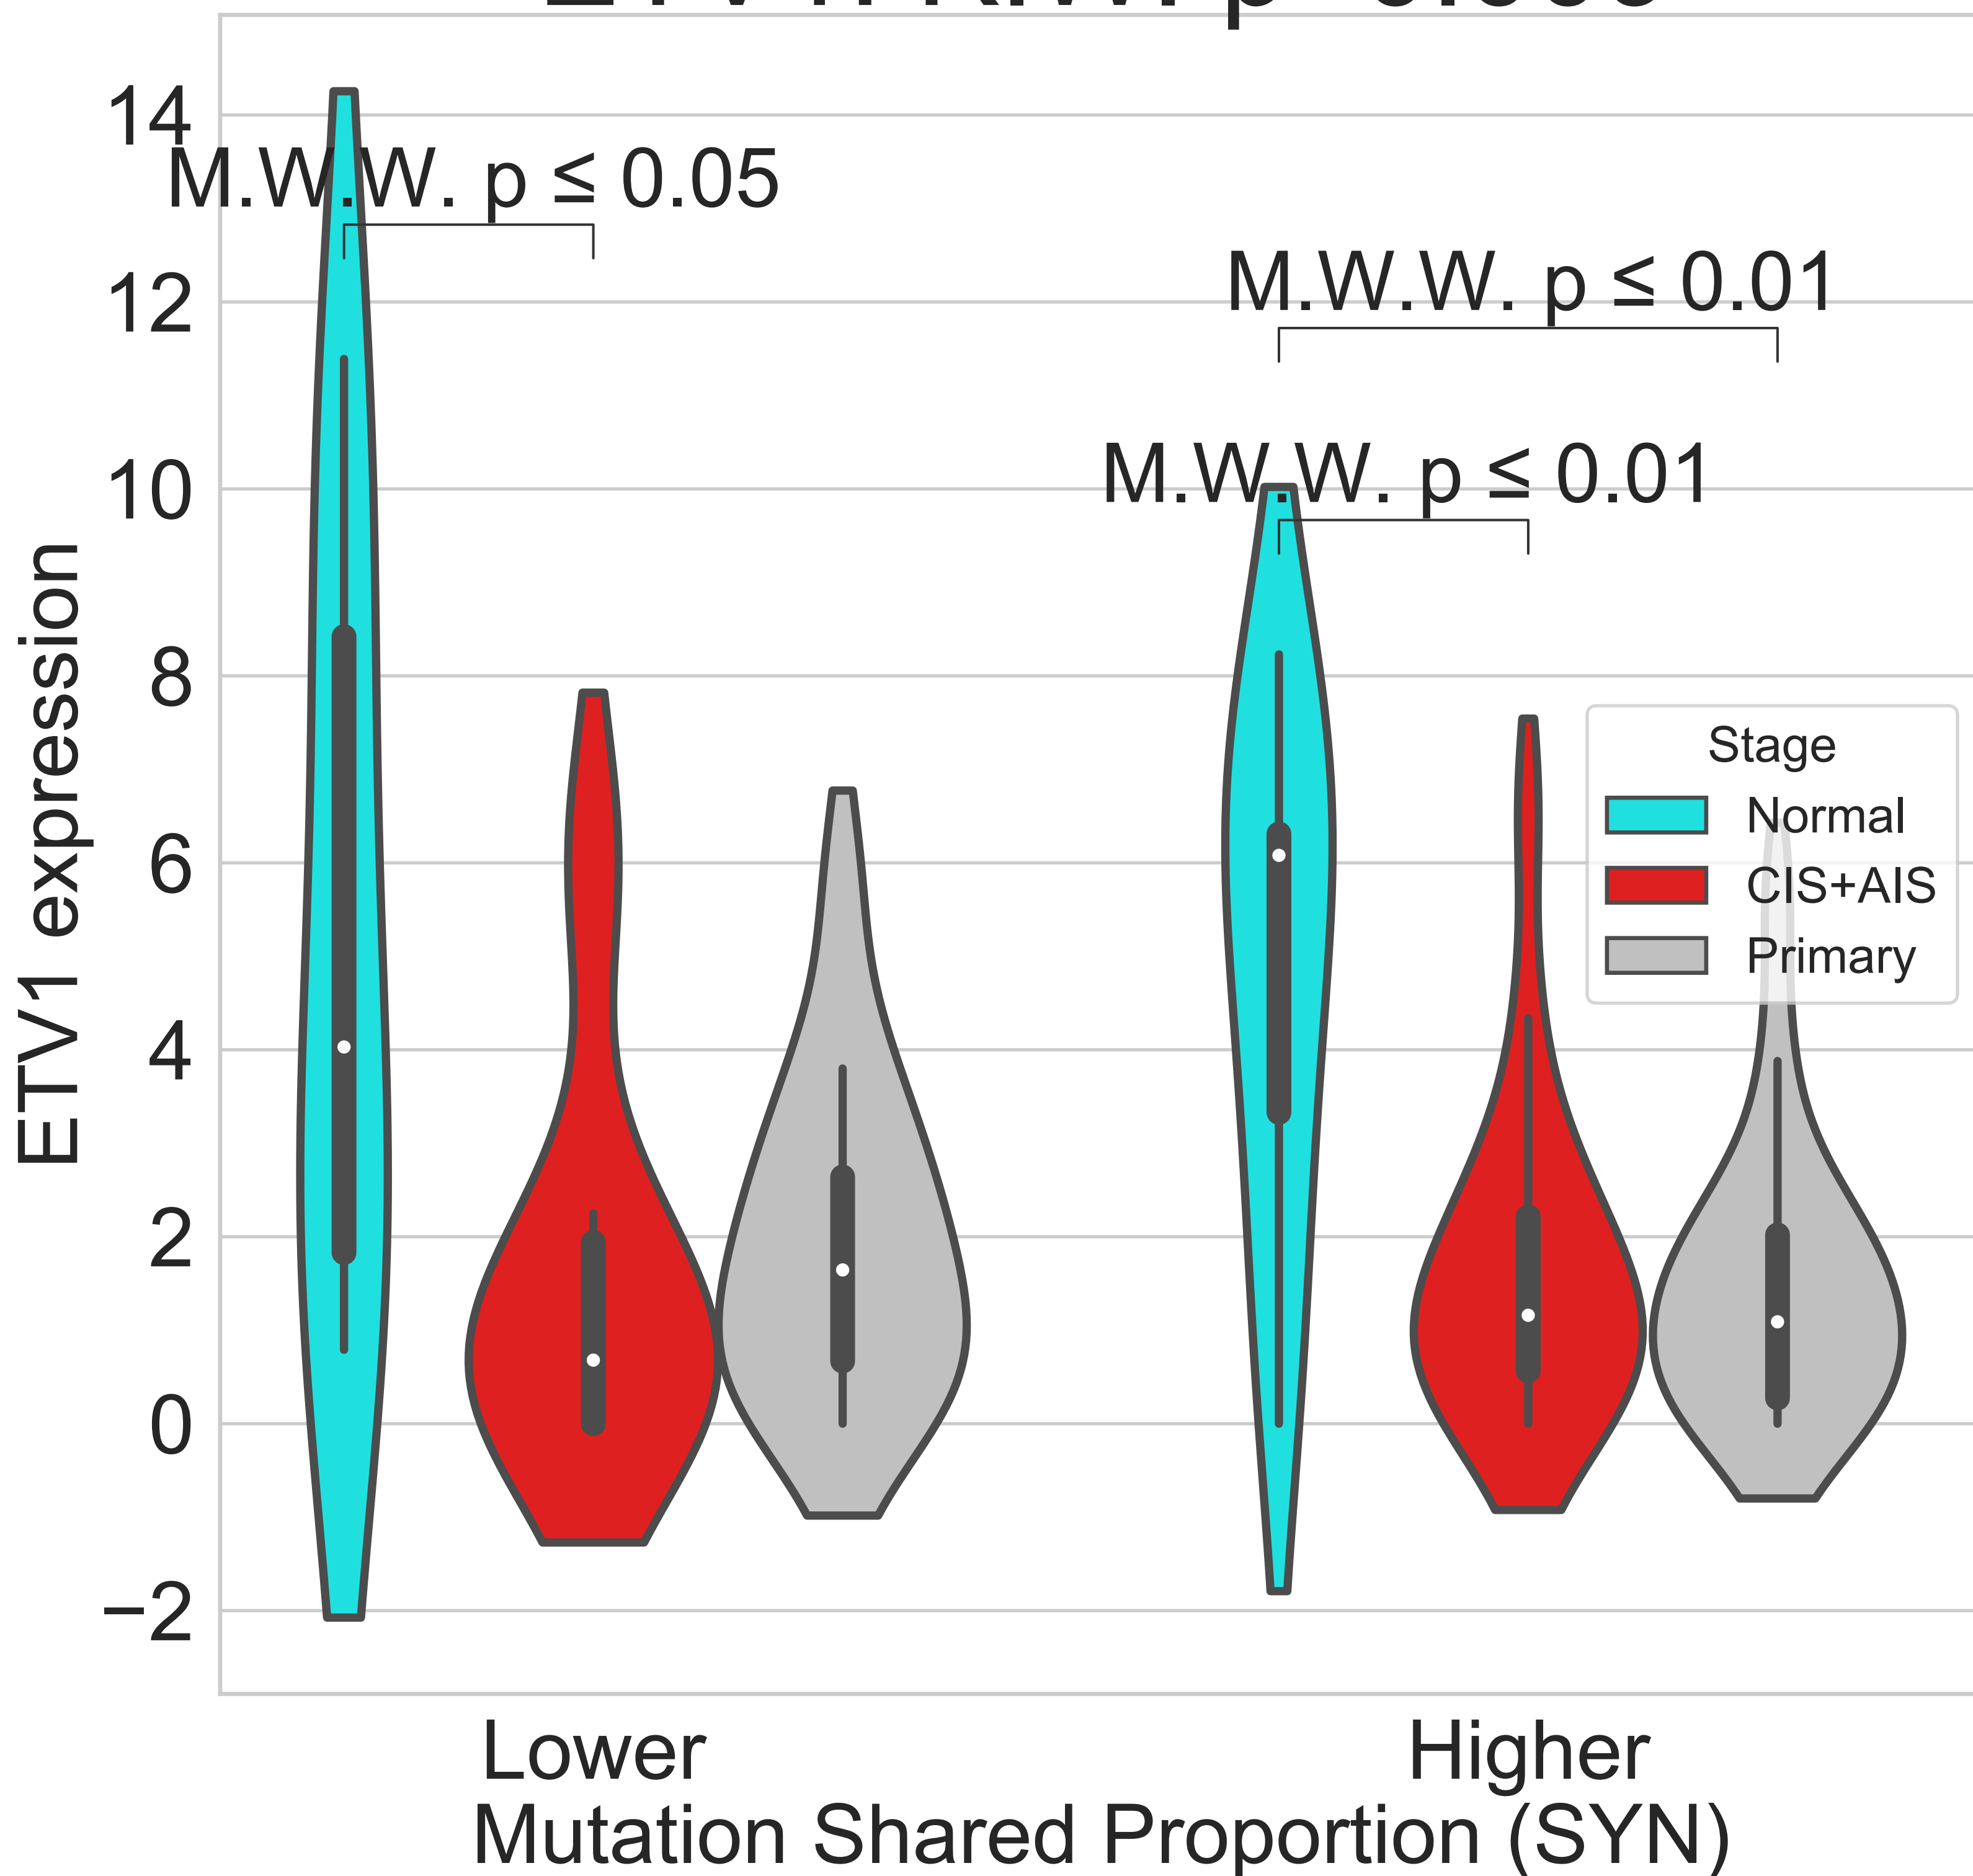 14
M.W.W. p ≤ 0.05
12
M.W.W. p ≤ 0.01
10
M.W.W. p ≤ 0.01
8
6
4
2
0
−2
ETV1 expression
Stage
Normal
CIS+AIS
Primary
Lower
Higher
Mutation Shared Proportion (SYN)